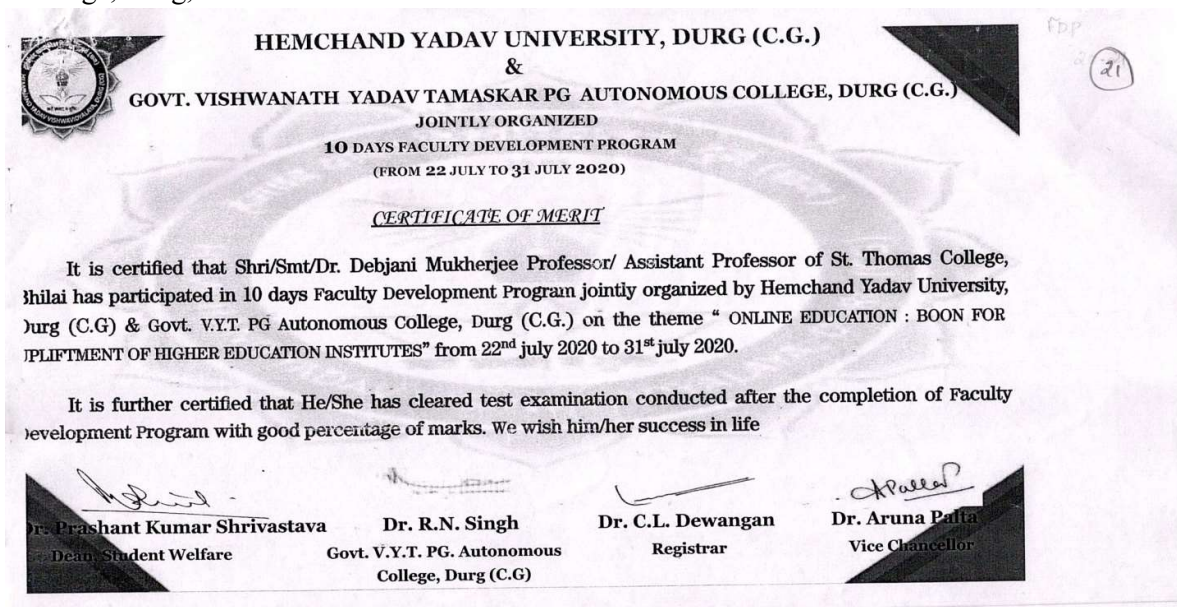 HEMCHAND YADAV UNIVERSITY, DURG (C.G.)
&
GOVT. VISHWANATH YADAV TAMASKAR PG AUTONOMOUS COLLEGE, DURG (C.G.)
JOINTLY ORGANIZED
10 DAYS FACULTY DEVELOPMENT PROGRAM
(FROM 22 JULY TO 31 JULY 2020)
FDP
21
CERTIFICATE OF MERIT
It is certified that Shri/Smt/Dr. Debjani Mukherjee Professor/ Assistant Professor of St. Thomas College,
hilai has participated in 10 days Faculty Development Program jointly organized by Hemchand Yadav University,
urg (C.G) & Govt. V.Y.T. PG Autonomous College, Durg (C.G.) on the theme “ ONLINE EDUCATION : BOON FOR
PLIFTMENT OF HIGHER EDUCATION INSTITUTES” from 22nd july 2020 to 31st july 2020.
It is further certified that He/She has cleared test examination conducted after the completion of Faculty
evelopment Program with good percentage of marks. We wish him/her success in life
Dr. Prashant Kumar Shrivastava
Dean, Student Welfare
Dr. R.N. Singh
Govt. V.Y.T. PG. Autonomous
College, Durg (C.G)
Dr. C.L. Dewangan
Registrar
APalta
Dr. Aruna Palta
Vice Chancellor